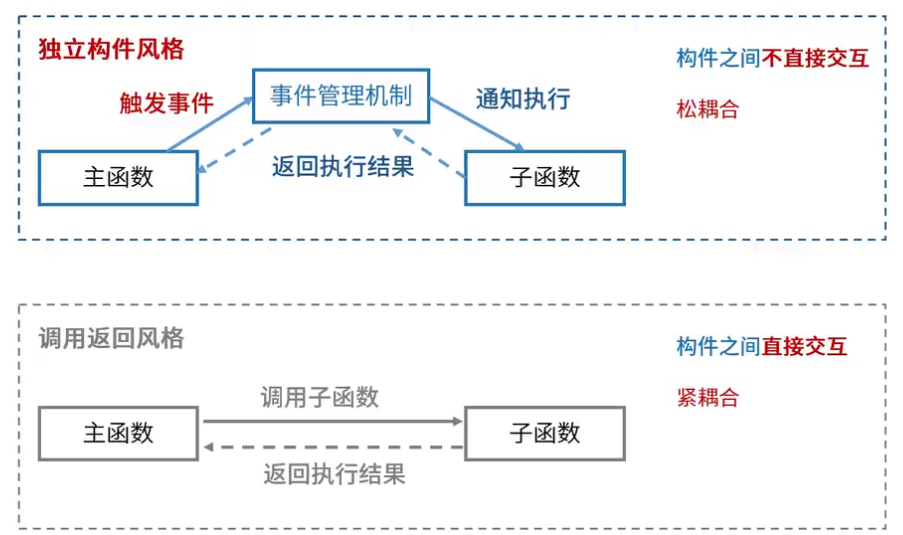 独立构件风格
构件之间不直接交互
事件管理机制
触发事件
通知执行
松耦合
返回执行结果
主函数
子函数
调用返回风格
构件之间直接交互
调用子函数
紧耦合
主函数
子函数
返回执行结果